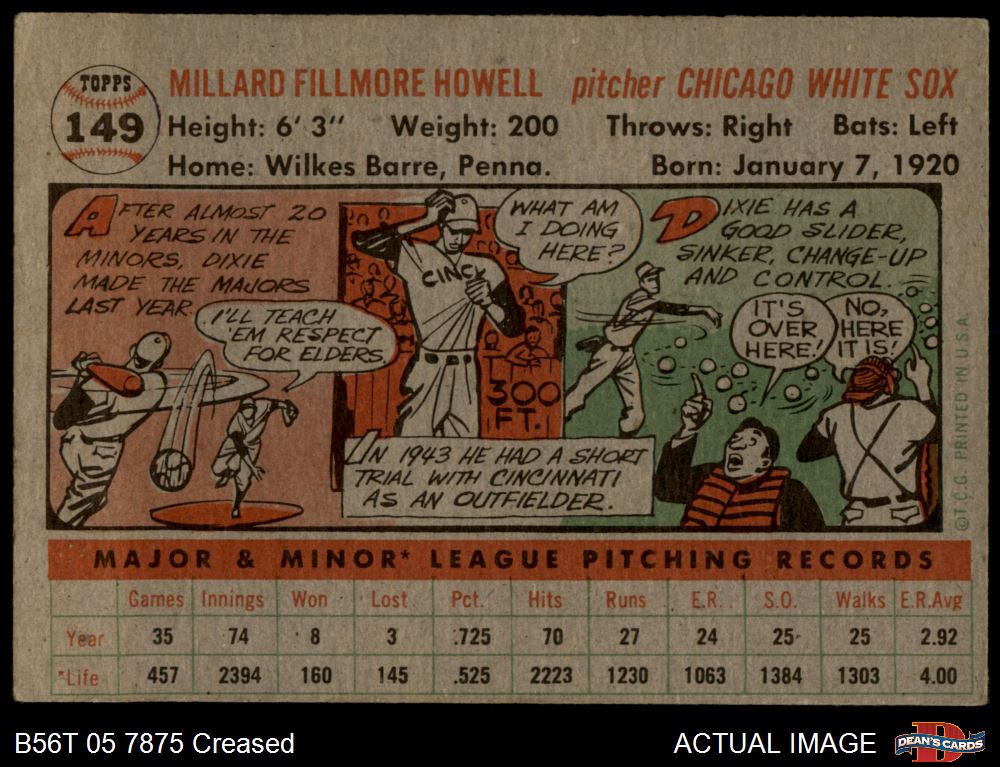 TOPPS
149
MILLARD FILLMORE HOWELL pitcher CHICAGO WHITE SOX
Height: 6' 3" Weight: 200 Throws: Right Bats: Left
Home: Wilkes Barre, Penna. Born: January 7, 1920
AFTER ALMOST 20
YEARS IN THE
MINORS, DIXIE
MADE THE MAJORS
LAST YEAR.
I'LL TEACH
'EM RESPECT
FOR ELDERS.
WHAT AM
I DOING
HERE?
CINCY
300
FT.
IN 1943 HE HAD A SHORT
TRIAL WITH CINCINNATI
AS AN OUTFIELDER.
DIXIE HAS A
GOOD SLIDER,
SINKER, CHANGE-UP
AND CONTROL.
IT'S
OVER
HERE!
NO,
HERE
IT IS!
©T.C.G. PRINTED IN U.S.A.
MAJOR & MINOR* LEAGUE PITCHING RECORDS
Games Innings Won Lost Pct. Hits Runs E.R. S.O. Walks E.R.Avg
Year 35 74 8 3 .725 70 27 24 25 25 2.92
*Life 457 2394 160 145 .525 2223 1230 1063 1384 1303 4.00
B56T 05 7875 Creased ACTUAL IMAGE
D
DEAN'S CARDS